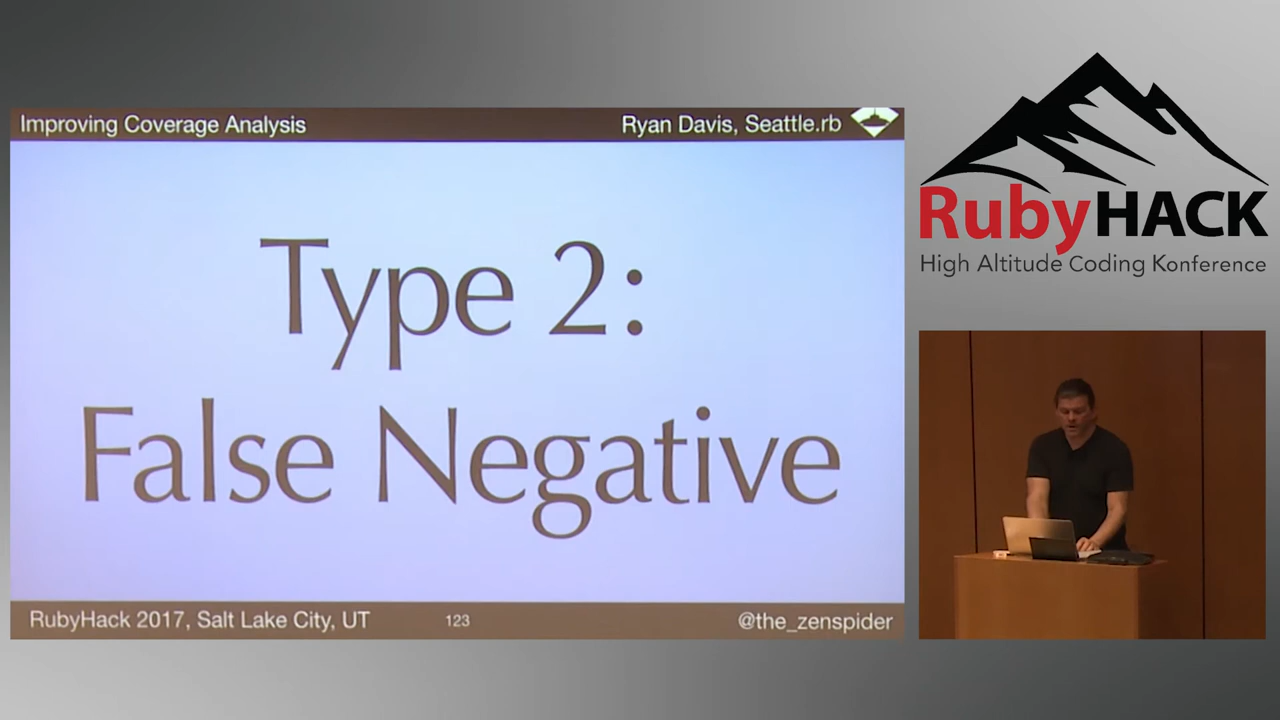 Improving Coverage Analysis
Ryan Davis, Seattle.rb
Type 2:
False Negative
RubyHack 2017, Salt Lake City, UT
123
@the_zenspider
RubyHACK
High Altitude Coding Konference